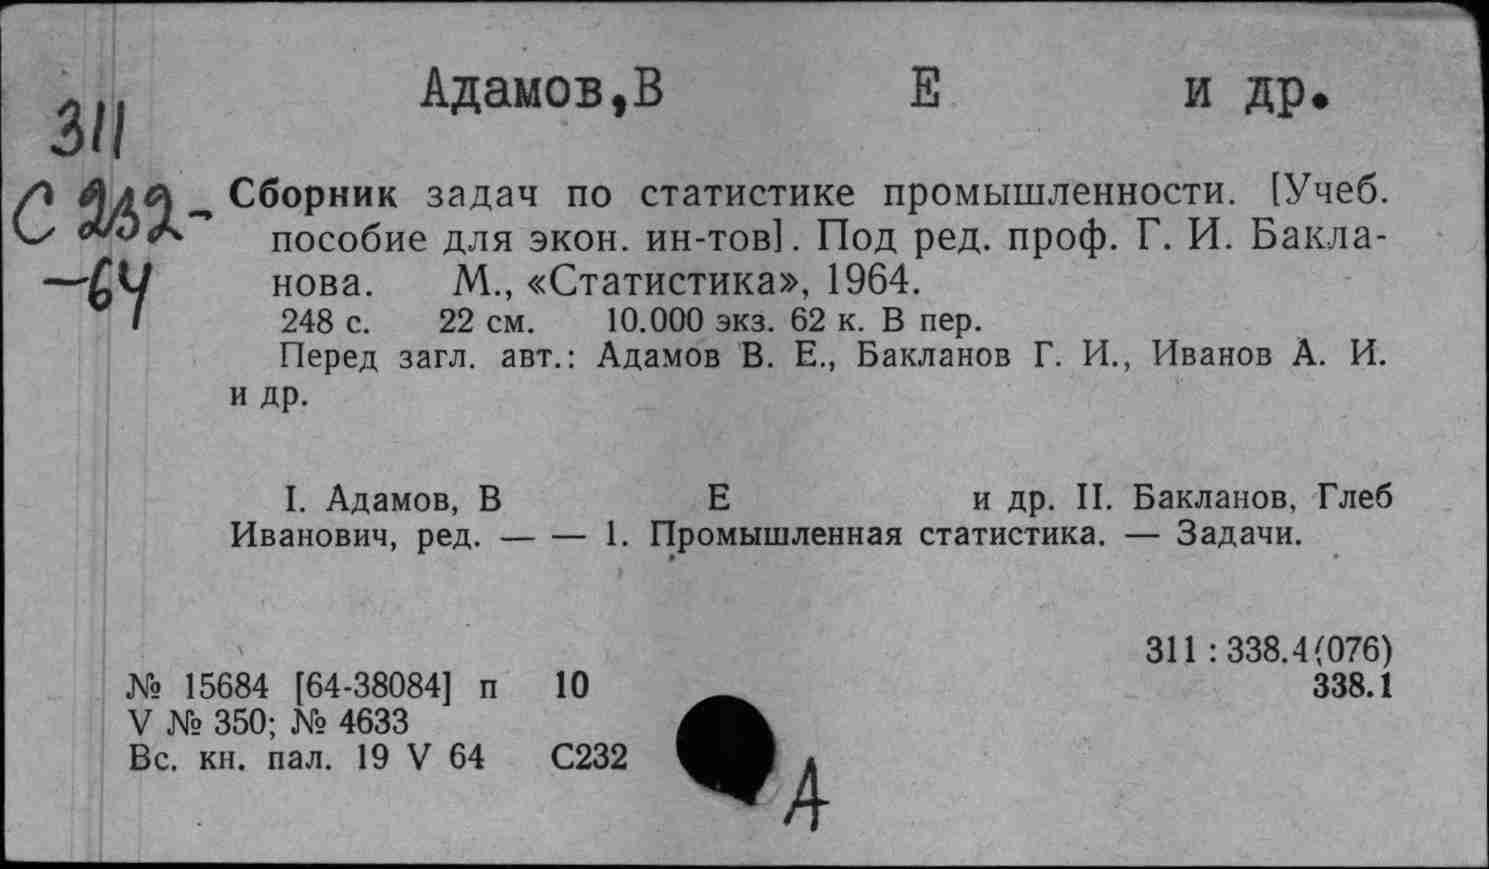 Адамов,В Е и др.
311
С 232-
-64
Сборник задач по статистике промышленности. [Учеб.
пособие для экон. ин-тов]. Под ред. проф. Г. И. Бакла-
нова. М., «Статистика», 1964.
248 с. 22 см. 10.000 экз. 62 к. В пер.
Перед загл. авт.: Адамов В. Е., Бакланов Г. И., Иванов А. И.
и др.
I. Адамов, В Е и др. II. Бакланов, Глеб
Иванович, ред. — — 1. Промышленная статистика. — Задачи.
311 : 338.4(076)
№ 15684 [64-38084] п 10 338.1
V № 350; № 4633
Вс. кн. пал. 19 V 64 С232
А